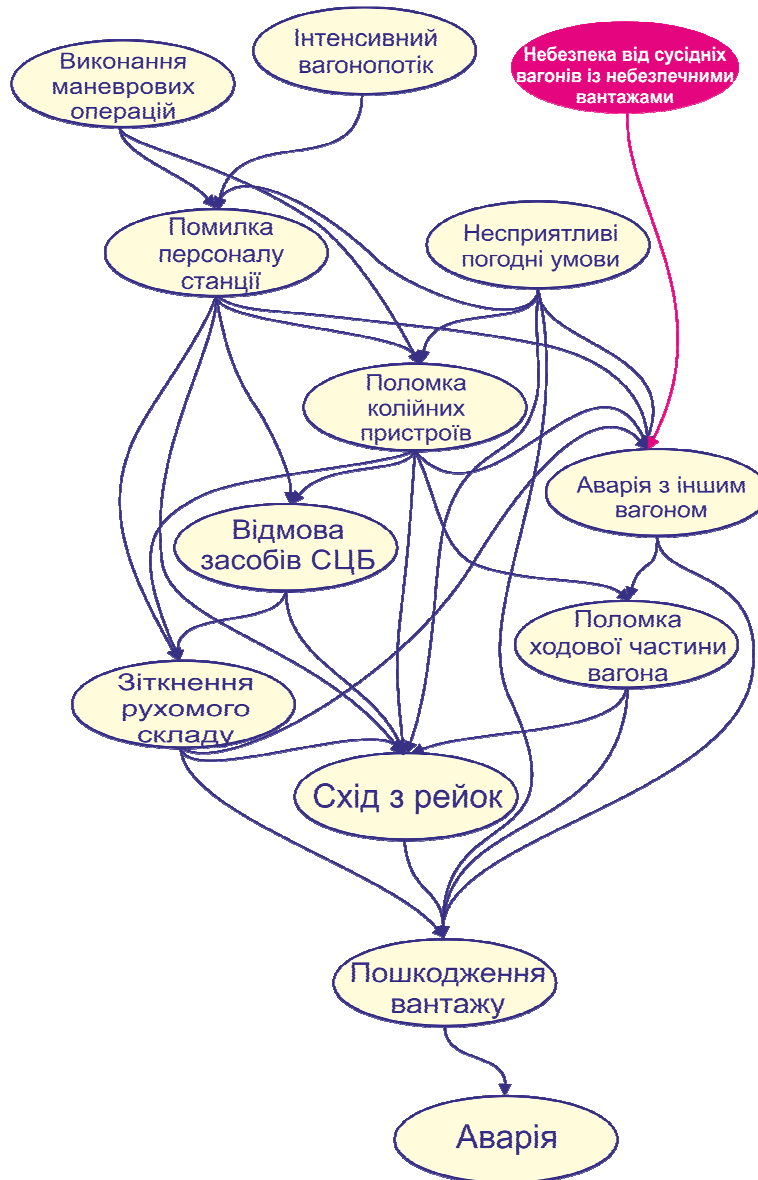 Виконання
маневрових
операцій
Інтенсивний
вагонопотік
Небезпека від сусідніх
вагонів із небезпечними
вантажами
Помилка
персоналу
станції
Несприятливі
погодні умови
Поломка
колійних
пристроїв
Аварія з іншим
вагоном
Відмова
засобів СЦБ
Поломка
ходової частини
вагона
Зіткнення
рухомого
складу
Схід з рейок
Пошкодження
вантажу
Аварія